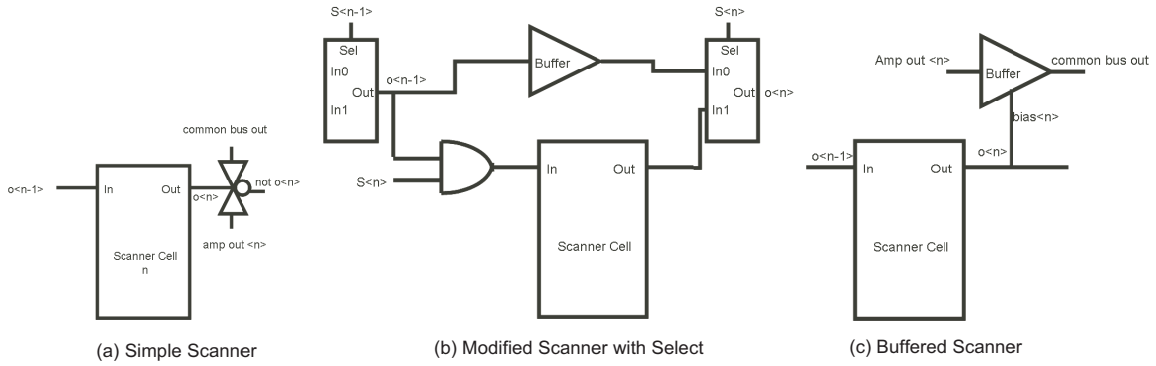 common bus out
o<n-1>
In
Out
o<n>
not o<n>
amp out <n>
Scanner Cell
n
(a) Simple Scanner
S<n-1>
Sel
In0
Out
In1
o<n-1>
Buffer
S<n>
Sel
In0
Out
In1
o<n>
S<n>
In
Out
Scanner Cell
(b) Modified Scanner with Select
Amp out <n>
Buffer
common bus out
bias<n>
o<n-1>
In
Out
o<n>
Scanner Cell
(c) Buffered Scanner